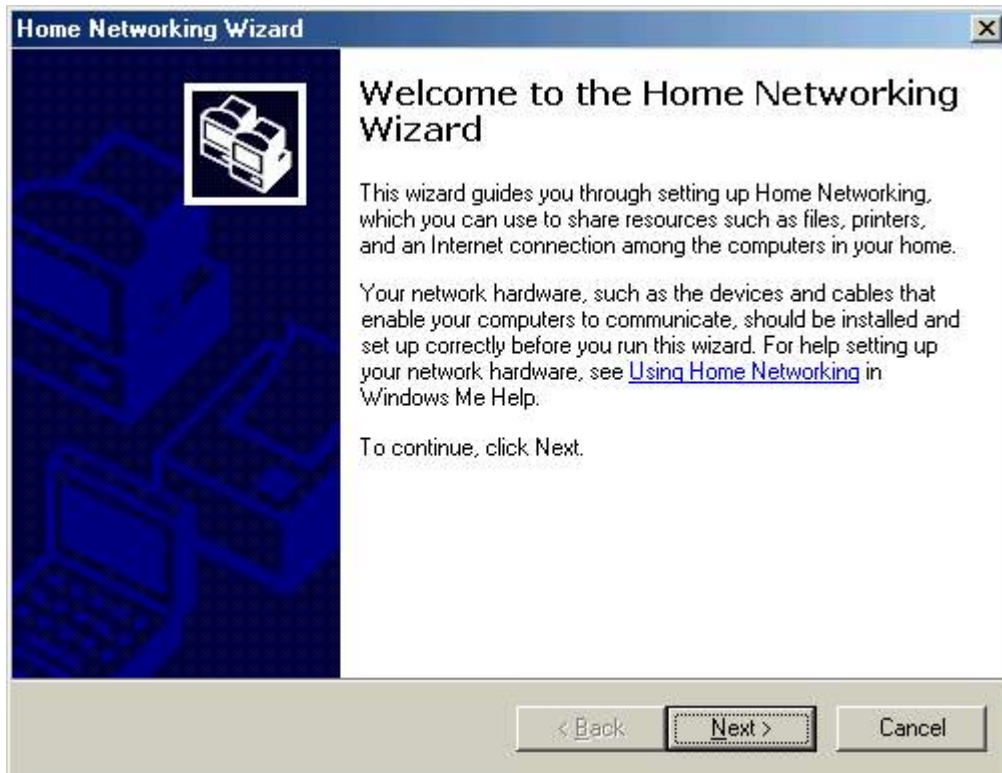 Home Networking Wizard
Welcome to the Home Networking
Wizard
This wizard guides you through setting up Home Networking,
which you can use to share resources such as files, printers,
and an Internet connection among the computers in your home.
Your network hardware, such as the devices and cables that
enable your computers to communicate, should be installed and
set up correctly before you run this wizard. For help setting up
your network hardware, see Using Home Networking in
Windows Me Help.
To continue, click Next.
< Back Next > Cancel